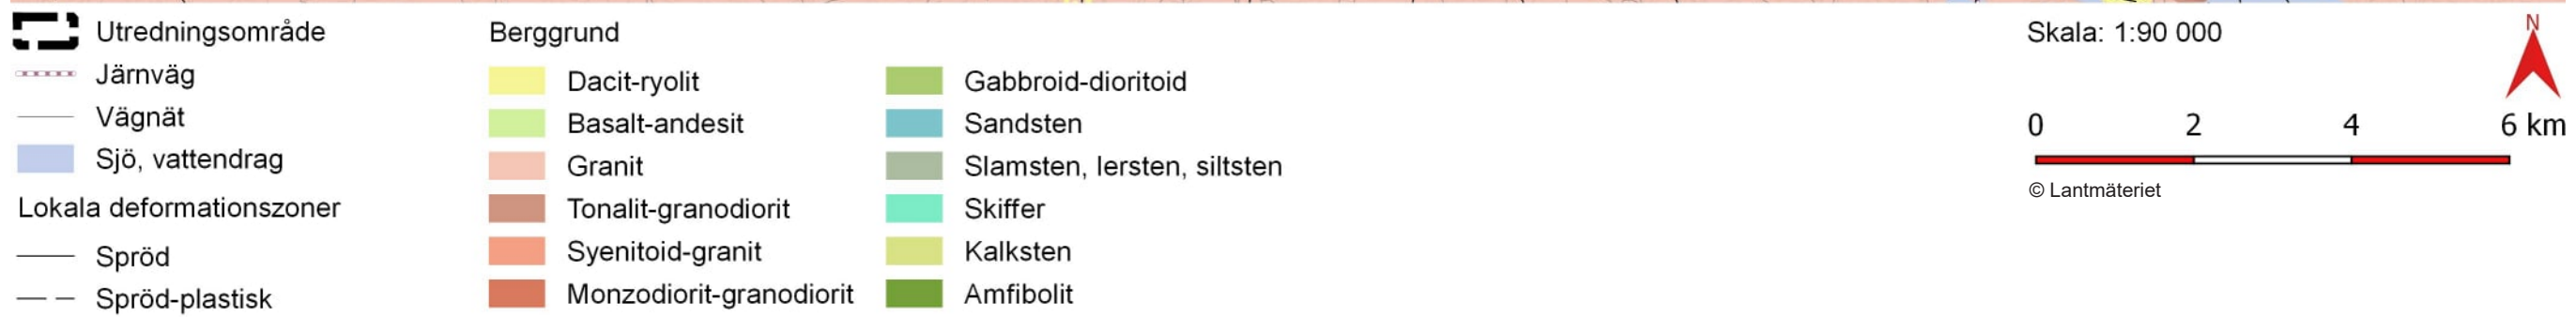 Utredningsområde
Järnväg
Vägnät
Sjö, vattendrag
Lokala deformationszoner
Spröd
Spröd-plastisk
Berggrund
Dacit-ryolit
Basalt-andesit
Granit
Tonalit-granodiorit
Syenitoid-granit
Monzodiorit-granodiorit
Gabbroid-dioritoid
Sandsten
Slamsten, lersten, siltsten
Skiffer
Kalksten
Amfibolit
Skala: 1:90 000
N
0 2 4 6 km
© Lantmäteriet